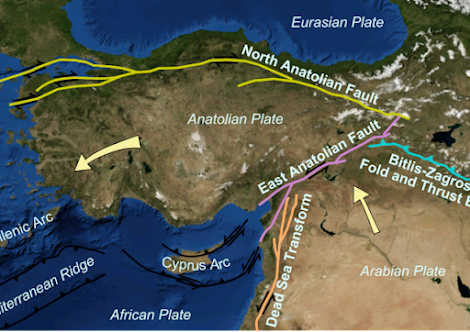 Eurasian Plate
North Anatolian Fault
Anatolian Plate
East Anatolian Fault
Bitlis-Zagros
Fold and Thrust B
lenic Arc
Cyprus Arc
Dead Sea Transform
Arabian Plate
iterranean Ridge
African Plate